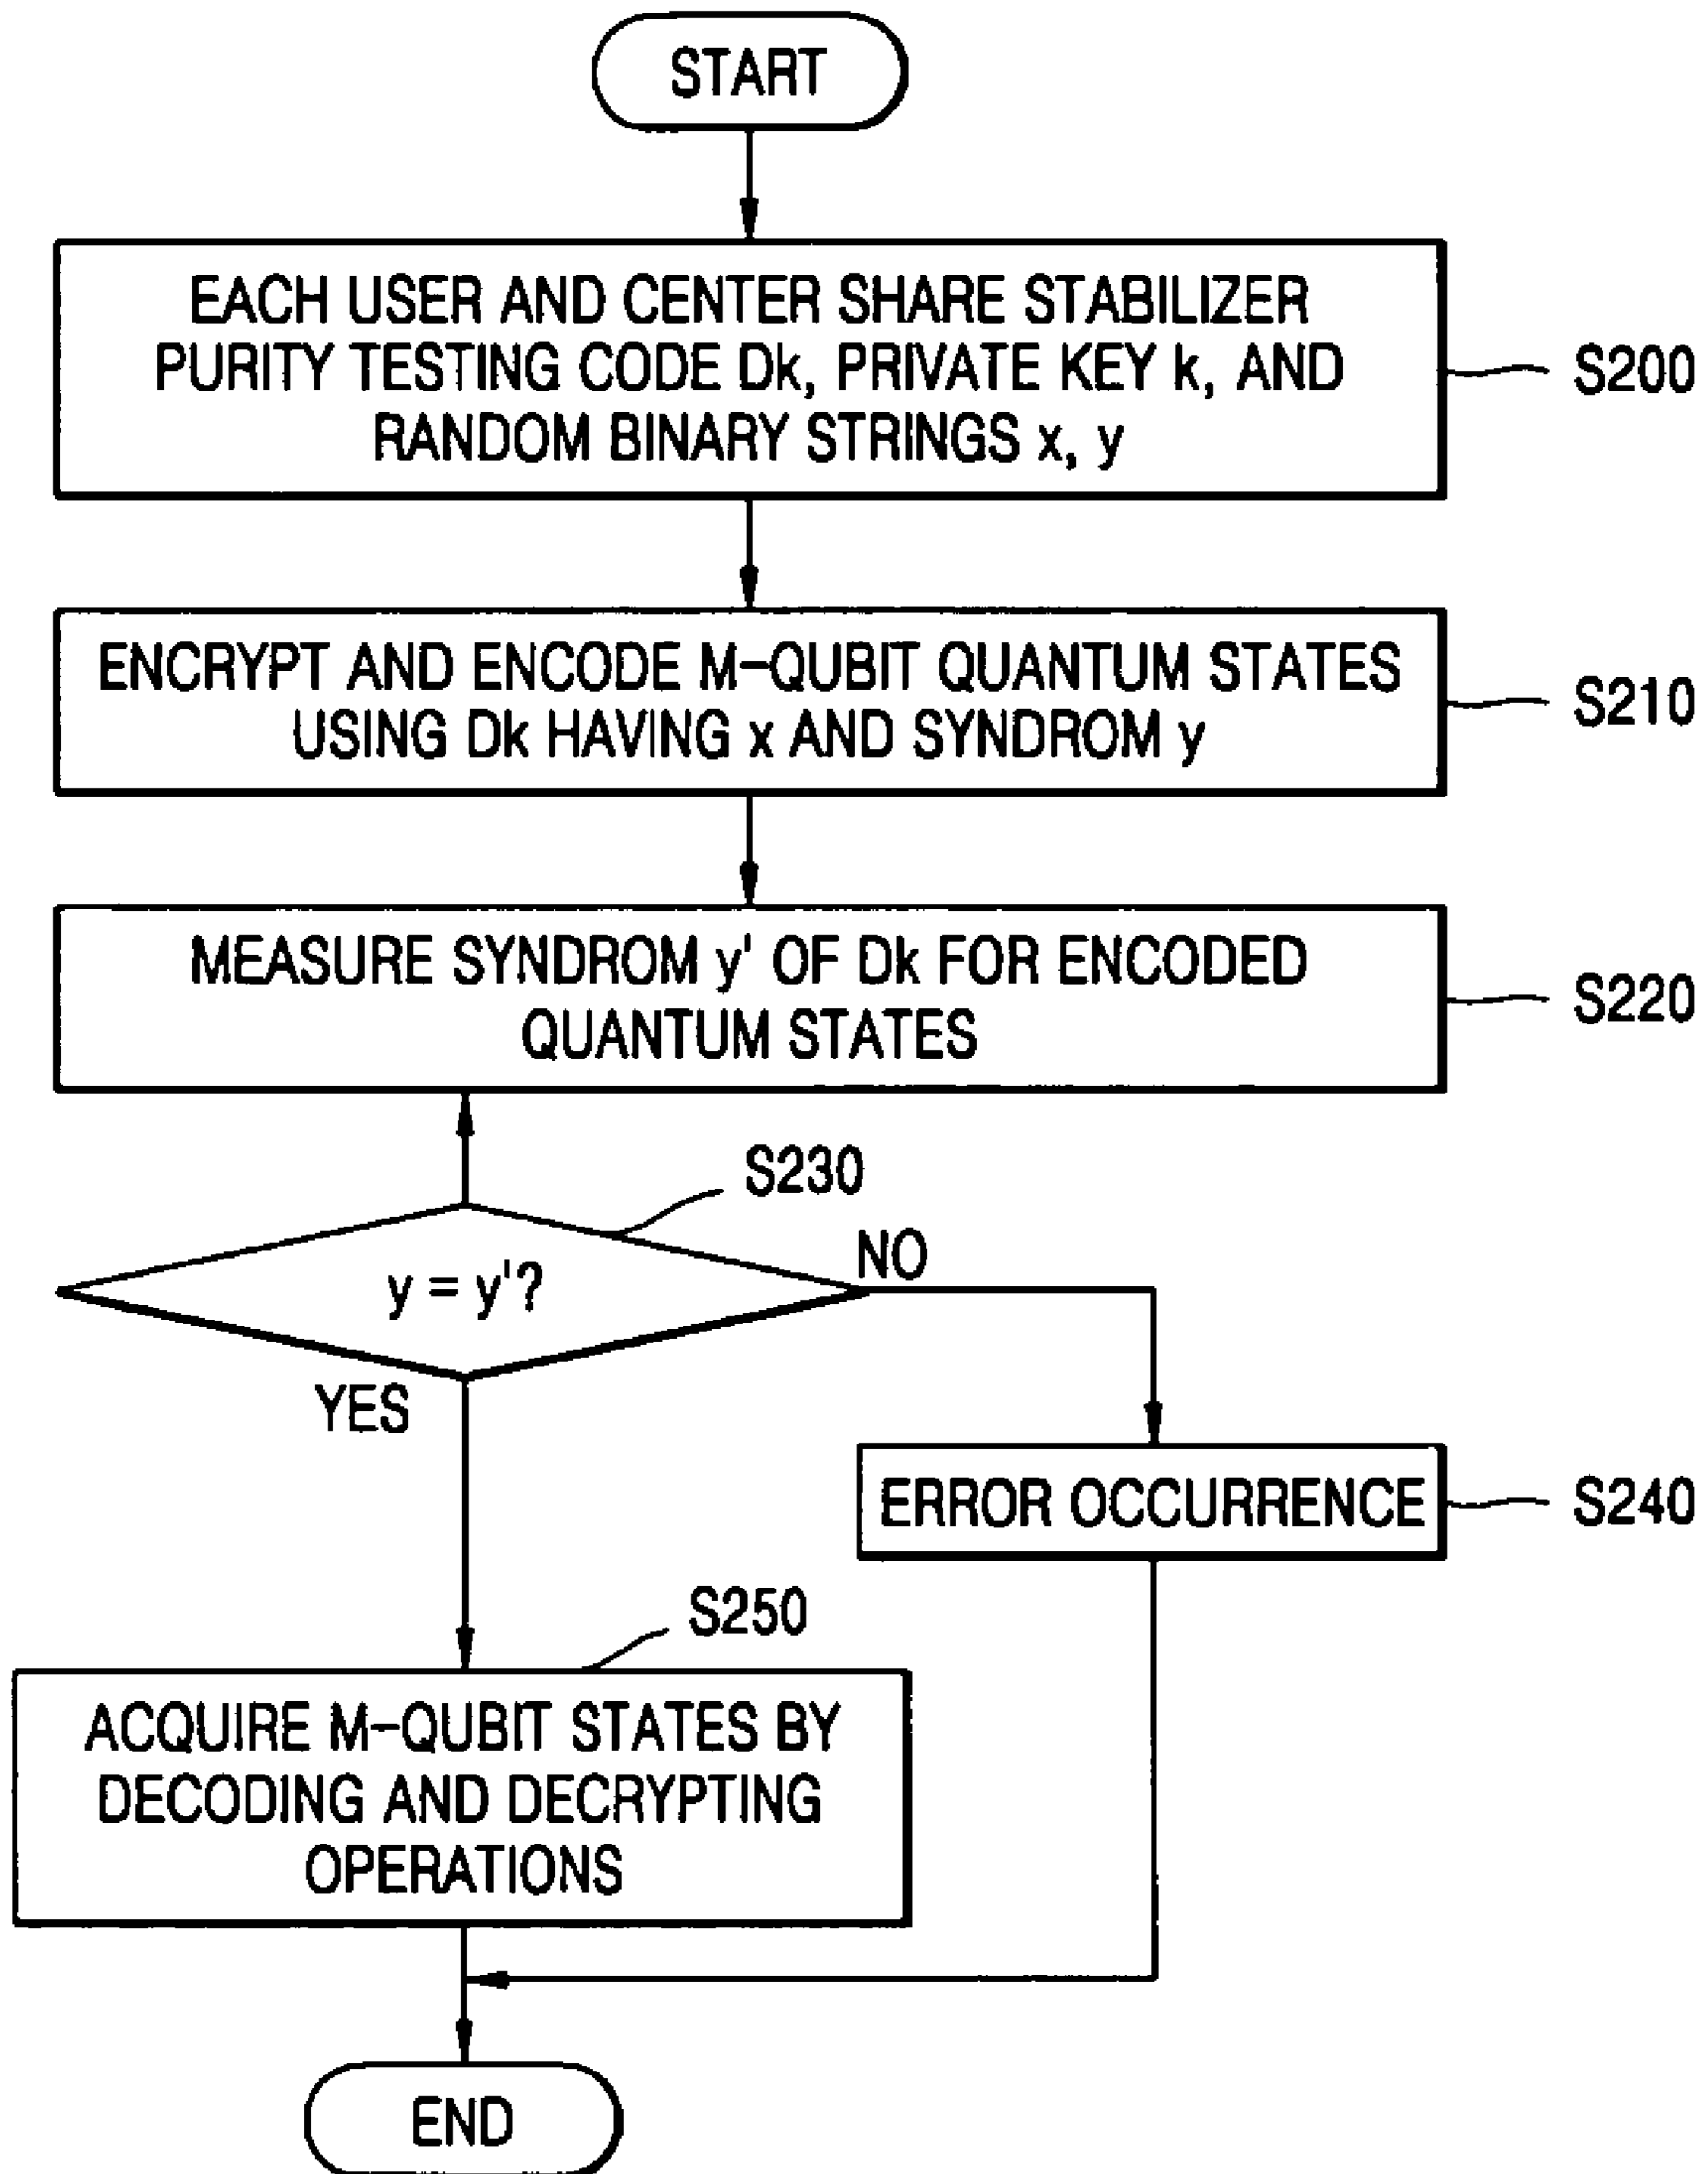 START
EACH USER AND CENTER SHARE STABILIZER
PURITY TESTING CODE Dk, PRIVATE KEY k, AND
RANDOM BINARY STRINGS x, y
S200
ENCRYPT AND ENCODE M-QUBIT QUANTUM STATES
USING Dk HAVING x AND SYNDROM y
S210
MEASURE SYNDROM y' OF Dk FOR ENCODED
QUANTUM STATES
S220
S230
y = y'?
NO
YES
ERROR OCCURRENCE
S240
S250
ACQUIRE M-QUBIT STATES BY
DECODING AND DECRYPTING
OPERATIONS
END